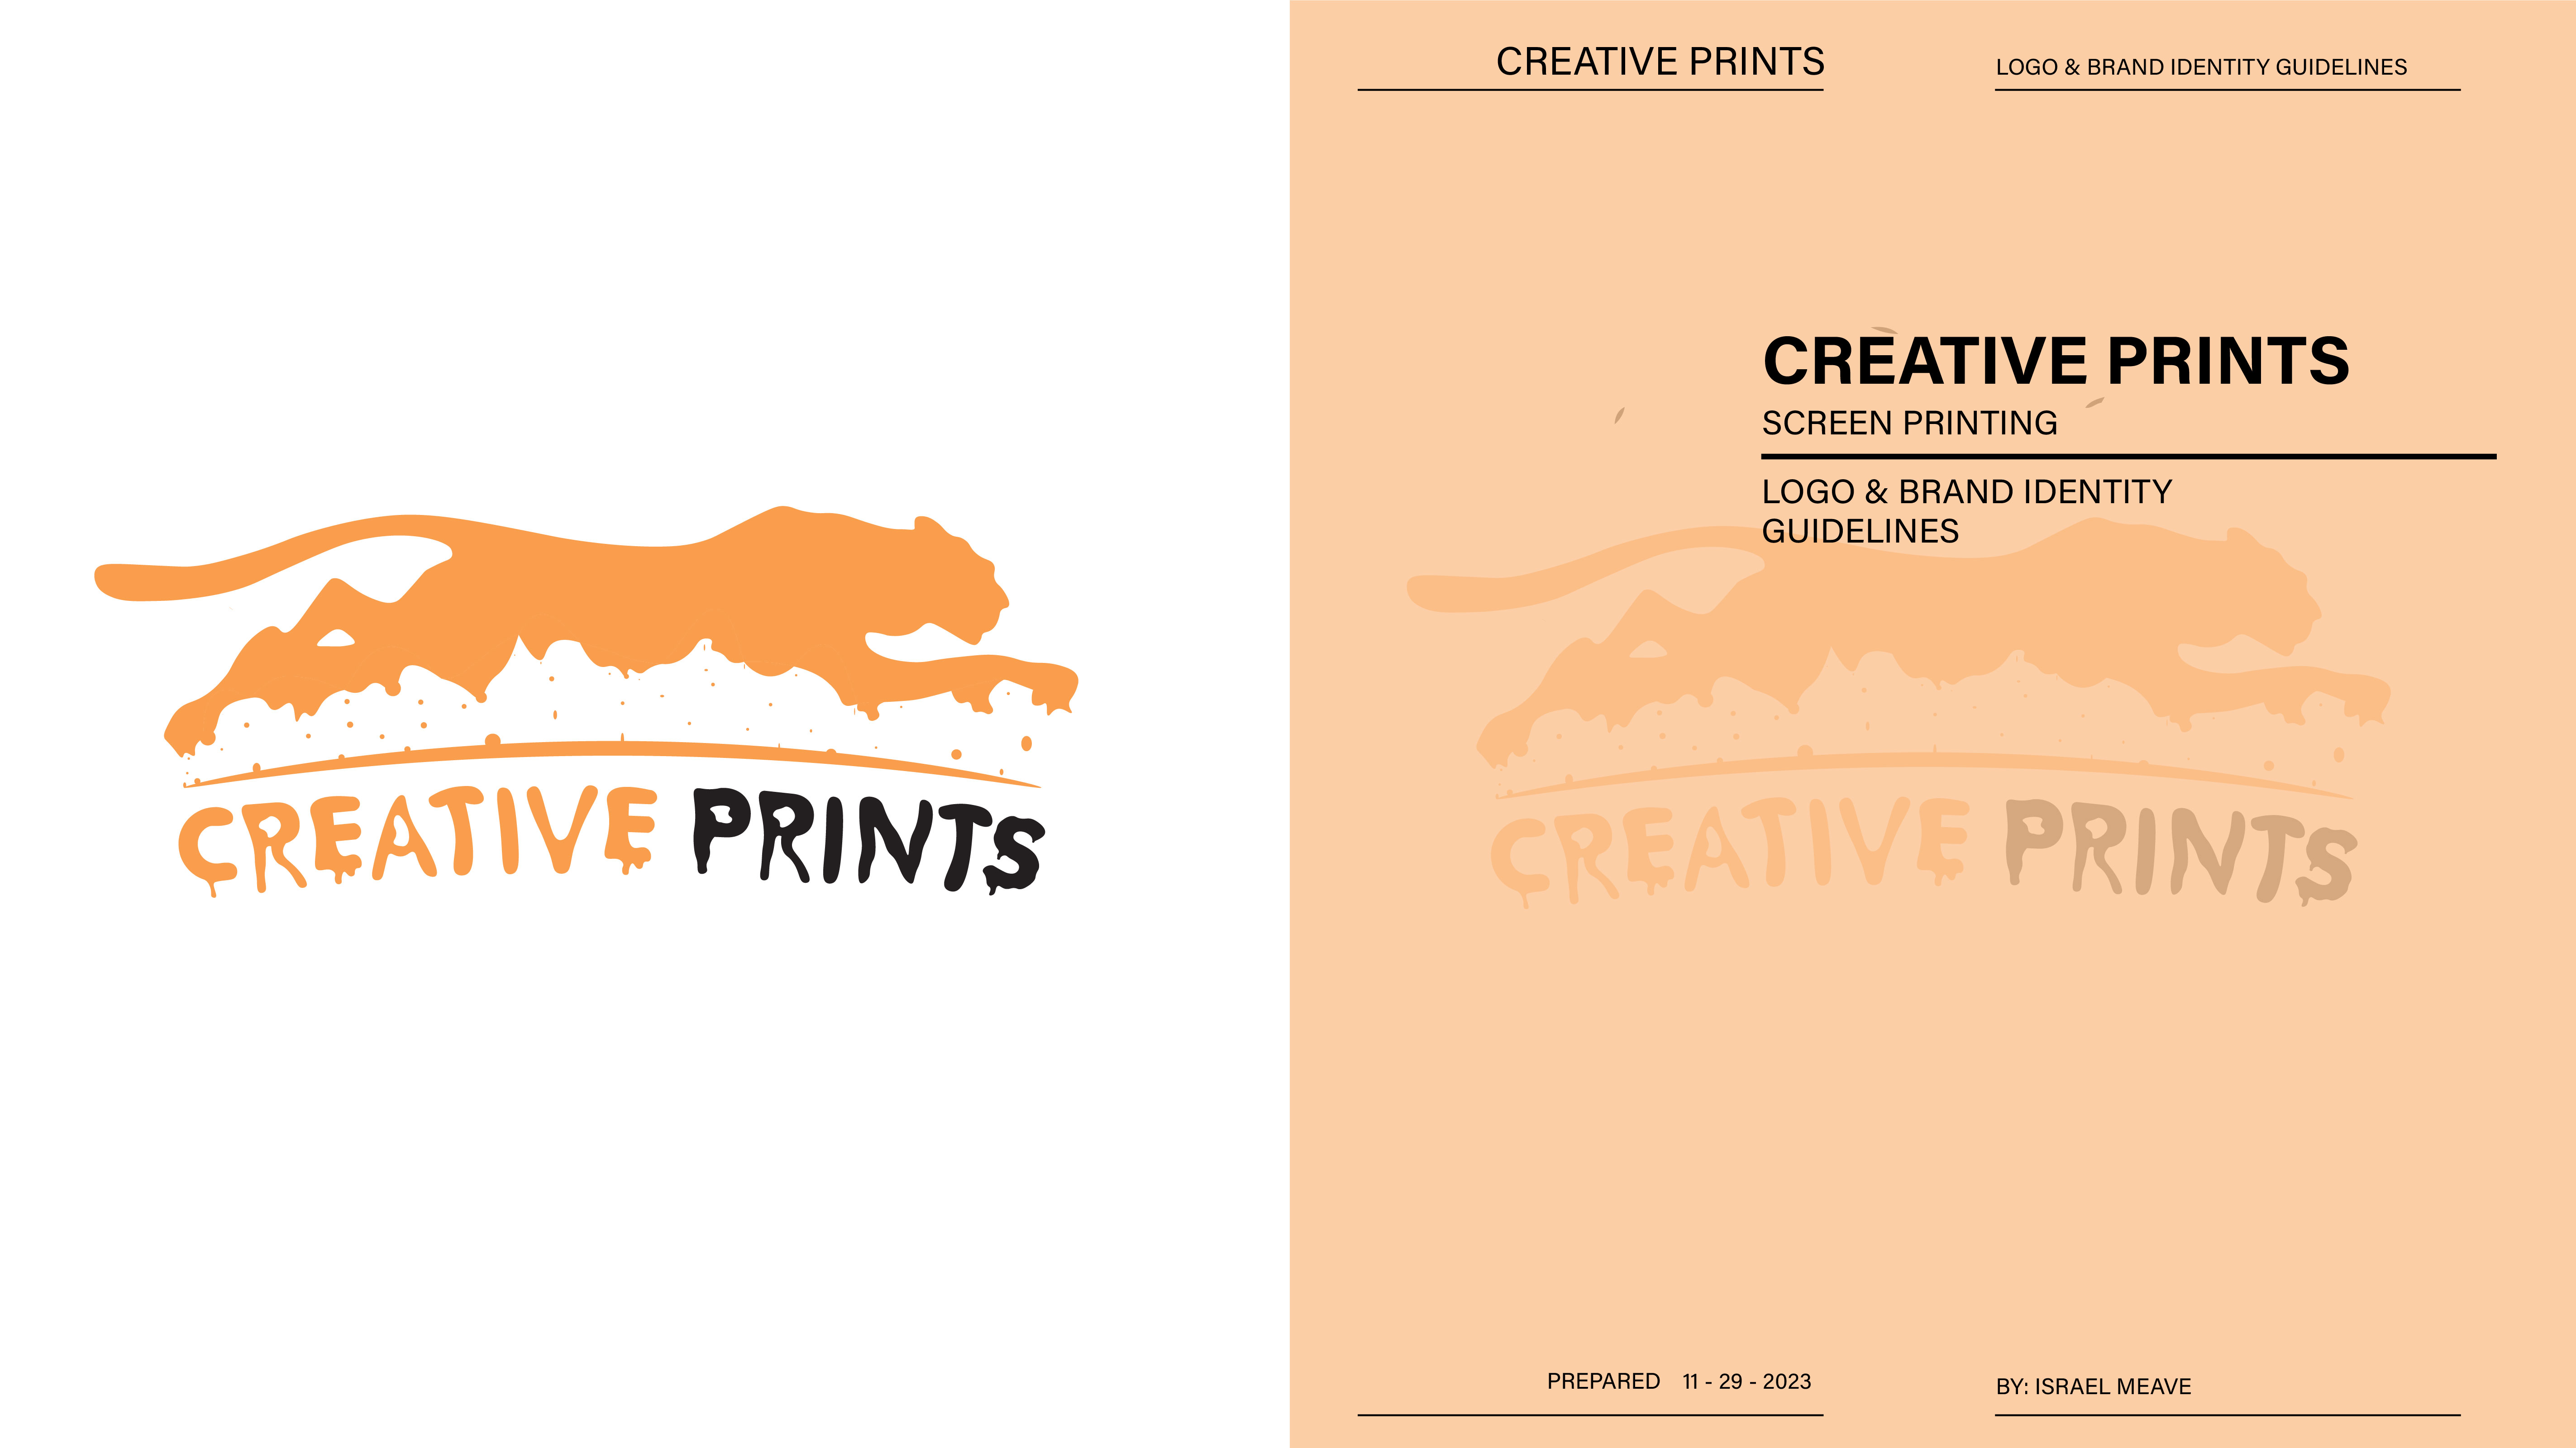 CREATIVE PRINTS
CREATIVE PRINTS
LOGO & BRAND IDENTITY GUIDELINES
CREATIVE PRINTS
SCREEN PRINTING
LOGO & BRAND IDENTITY
GUIDELINES
CREATIVE PRINTS
PREPARED 11 - 29 - 2023
BY: ISRAEL MEAVE